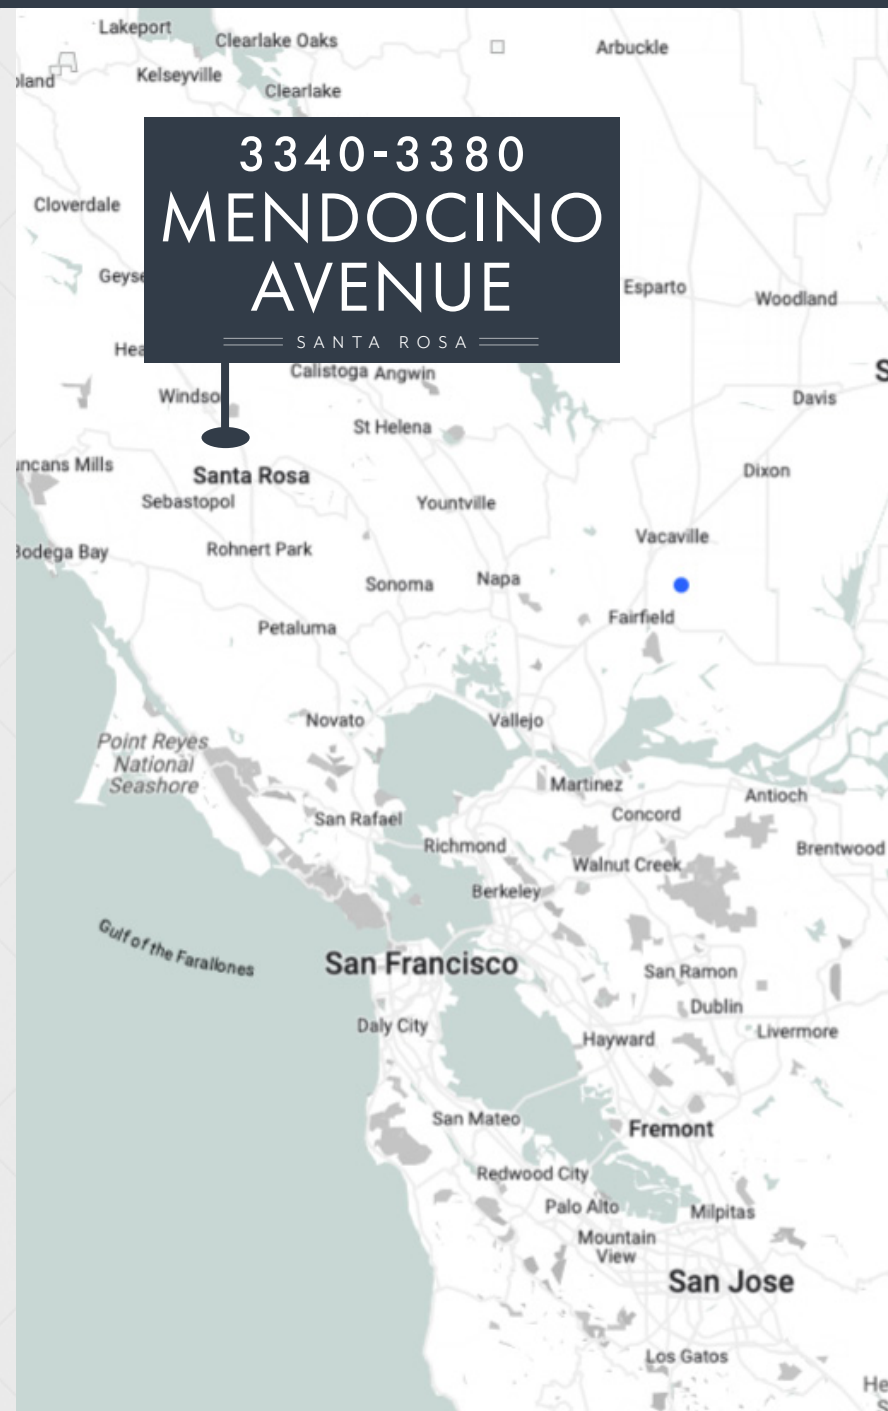 Lakeport
Clearlake Oaks
Arbuckle
Kelseyville
Clearlake
3340-3380
MENDOCINO
AVENUE
SANTA ROSA
Cloverdale
Esparto
Woodland
Calistoga
Angwin
Davis
St Helena
Dixon
Santa Rosa
Sebastopol
Yountville
Vacaville
Bodega Bay
Rohnert Park
Sonoma
Napa
Fairfield
Petaluma
Novato
Vallejo
Point Reyes
National
Seashore
Martinez
Antioch
Concord
San Rafael
Richmond
Brentwood
Walnut Creek
Berkeley
Gulf of the Farallones
San Francisco
San Ramon
Dublin
Daly City
Livermore
Hayward
San Mateo
Fremont
Redwood City
Palo Alto
Milpitas
Mountain
View
San Jose
Los Gatos